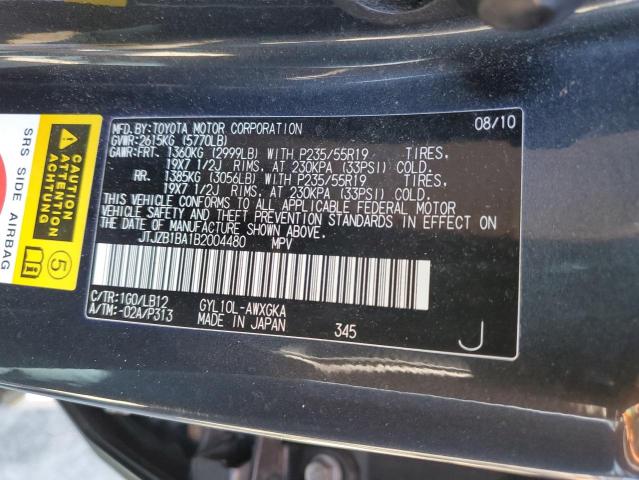 MFD.BY:TOYOTA MOTOR CORPORATION 08/10
GVWR:2615KG (5770LB)
GAWR:FRT. 1360KG (2999LB) WITH P235/55R19 TIRES,
19X7 1/2J RIMS, AT 230KPA (33PSI) COLD.
RR. 1385KG (3056LB) WITH P235/55R19 TIRES,
19X7 1/2J RIMS, AT 230KPA (33PSI) COLD.
THIS VEHICLE CONFORMS TO ALL APPLICABLE FEDERAL MOTOR
VEHICLE SAFETY AND THEFT PREVENTION STANDARDS IN EFFECT ON
THE DATE OF MANUFACTURE SHOWN ABOVE.
JTJZB1BA1B2004480 MPV
C/TR:1G0/LB12 GYL10L-AWXGKA
A/TM:-02A/P313 MADE IN JAPAN 345 J
CAUTION
ATTENTION
ACHTUNG
5
SRS SIDE AIRBAG